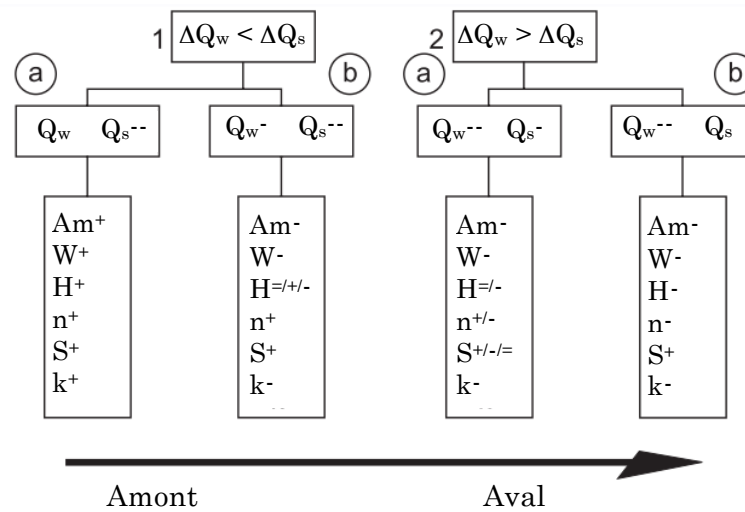 1 ΔQw < ΔQs
2 ΔQw > ΔQs
a
b
a
b
Qw Qs--
Qw- Qs--
Qw-- Qs-
Qw-- Qs
Am+
W+
H+
n+
S+
k+
Am-
W-
H=/+/-
n+
S+
k-
Am-
W-
H=/-
n+/-
S+/-/=
k-
Am-
W-
H-
n-
S+
k-
Amont
Aval